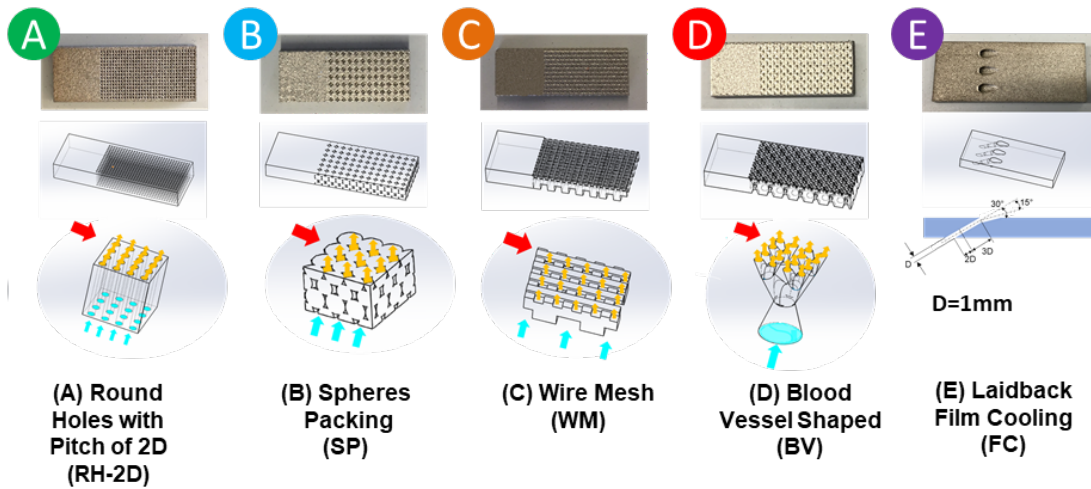 A
B
C
D
E
30°
15°
D
2D
3D
D=1mm
(A) Round
Holes with
Pitch of 2D
(RH-2D)
(B) Spheres
Packing
(SP)
(C) Wire Mesh
(WM)
(D) Blood
Vessel Shaped
(BV)
(E) Laidback
Film Cooling
(FC)